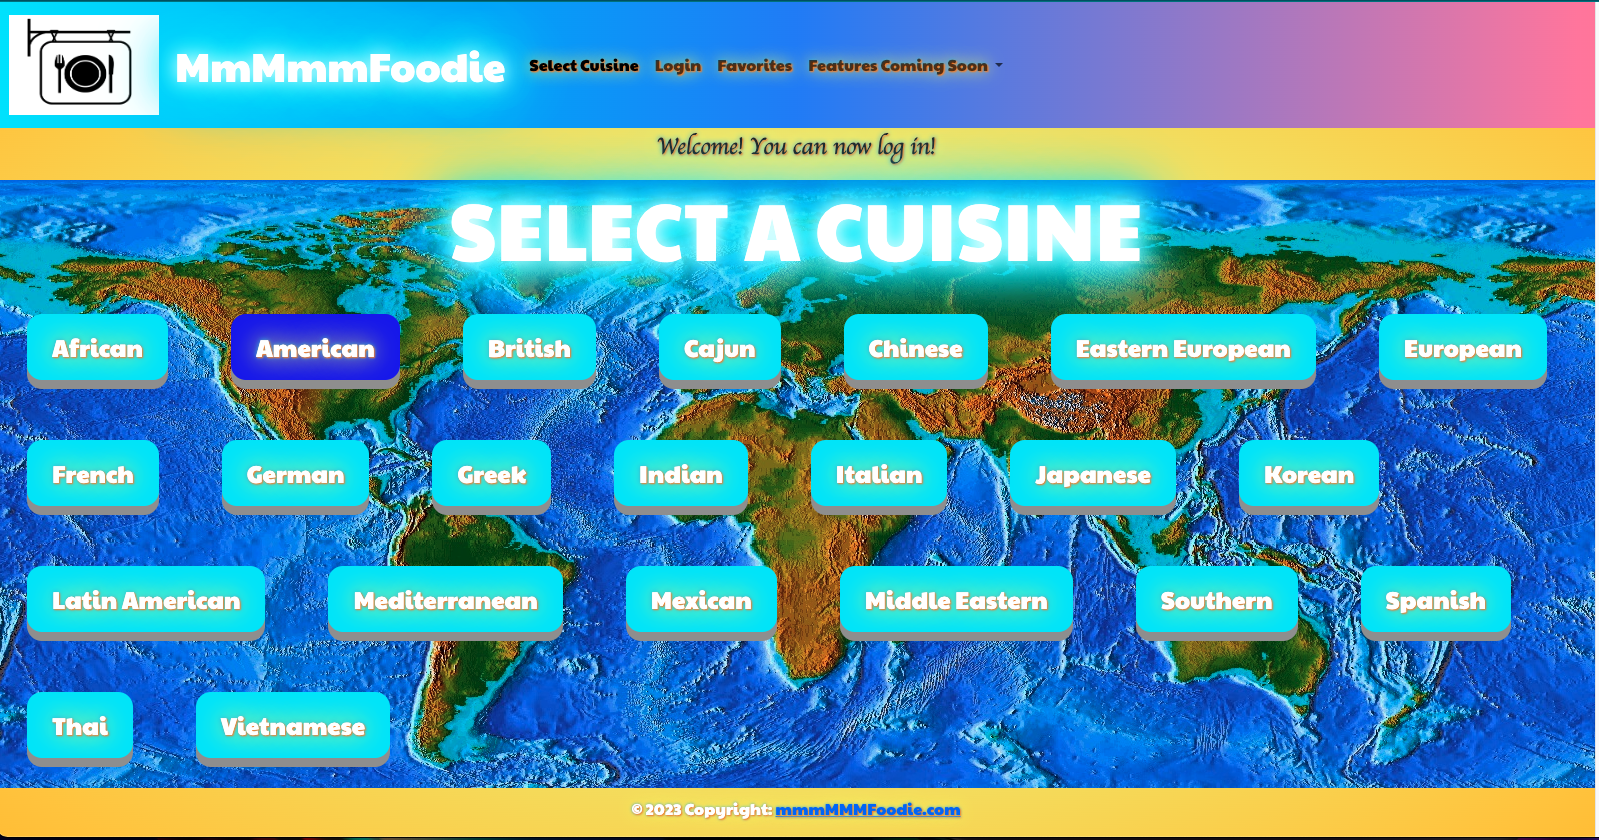 MmMmmFoodie Select Cuisine Login Favorites Features Coming Soon
Welcome! You can now log in!
SELECT A CUISINE
African American British Cajun Chinese Eastern European European
French German Greek Indian Italian Japanese Korean
Latin American Mediterranean Mexican Middle Eastern Southern Spanish
Thai Vietnamese
© 2023 Copyright: mmmMMMFoodie.com